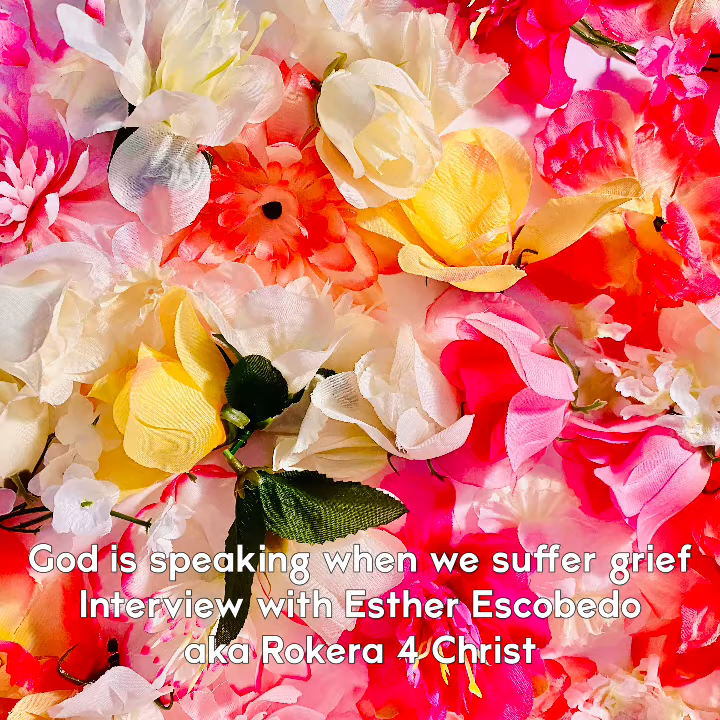 God is speaking when we suffer grief
Interview with Esther Escobedo
aka Rokera 4 Christ